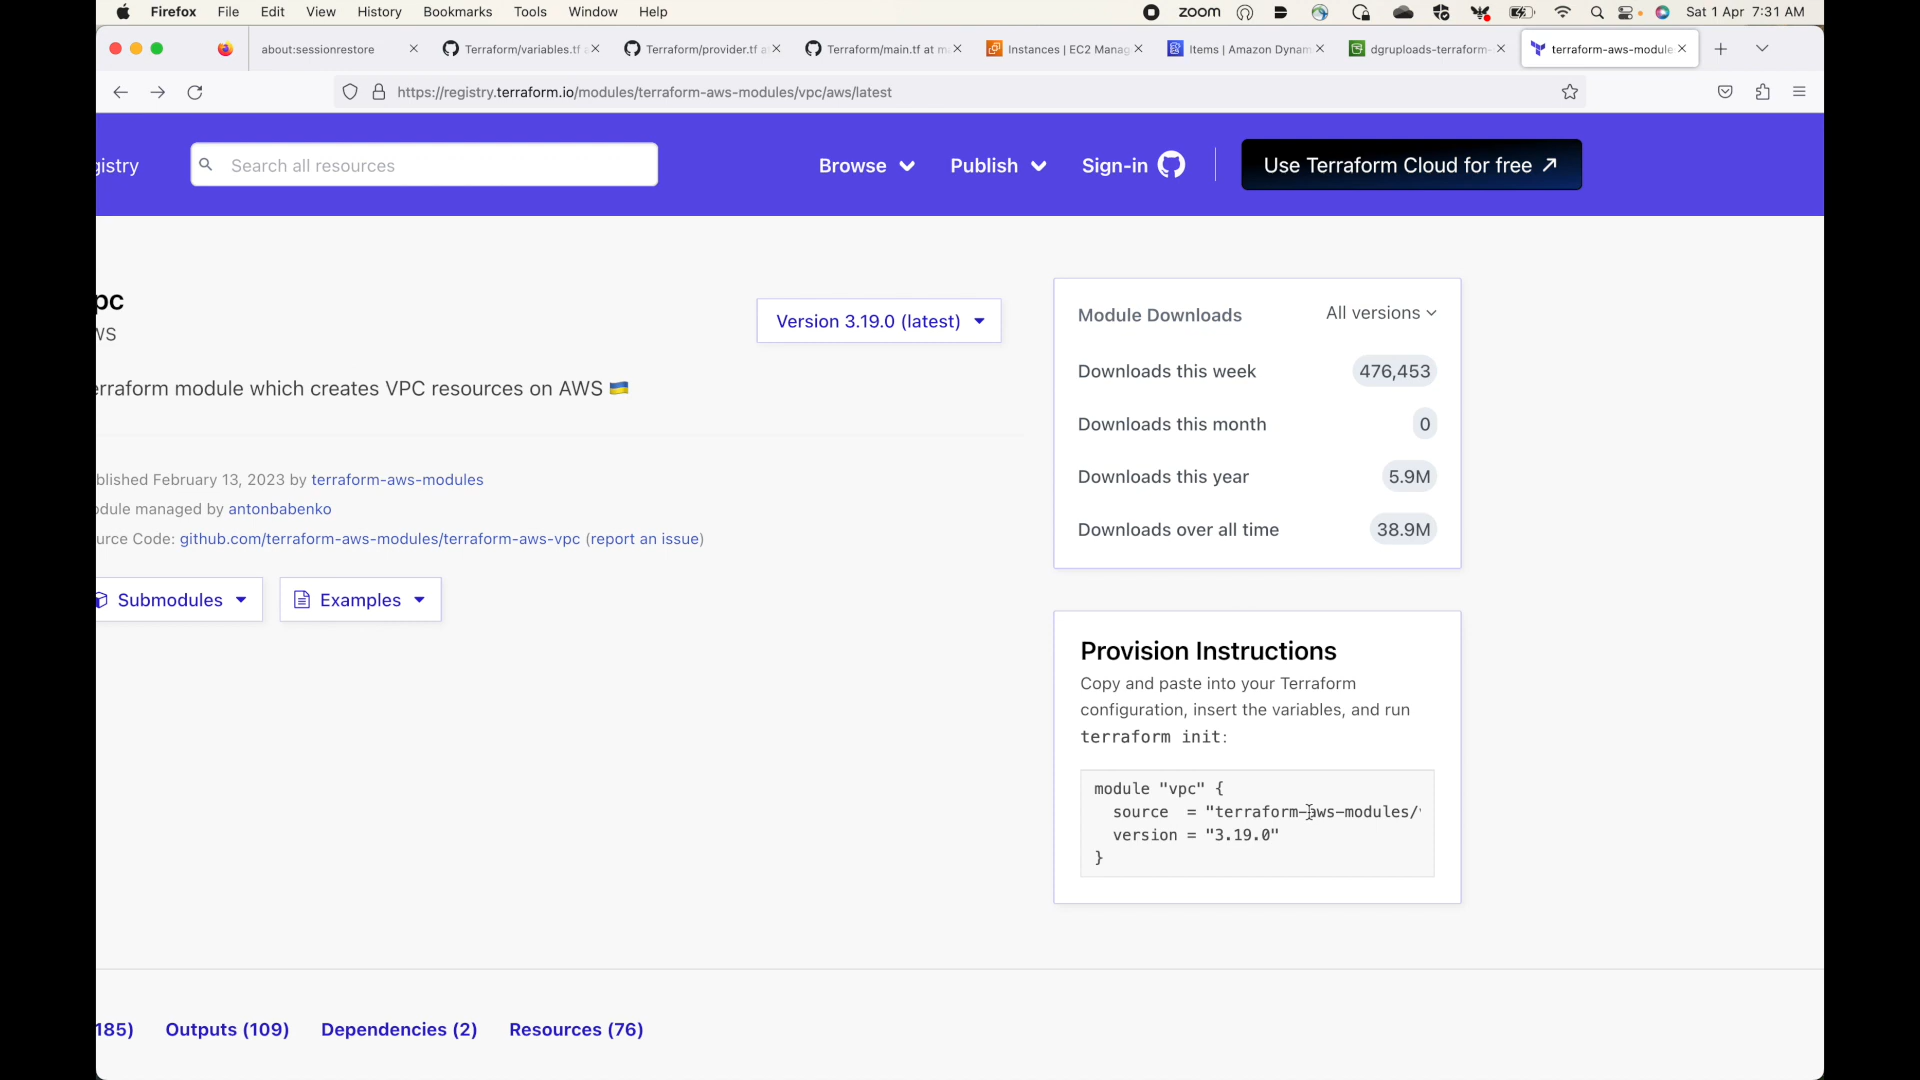 Firefox File Edit View History Bookmarks Tools Window Help zoom Sat 1 Apr 7:31 AM
about:sessionrestore Terraform/variables.tf a Terraform/provider.tf a Terraform/main.tf at m Instances | EC2 Manag Items | Amazon Dynam dgruploads-terraform- terraform-aws-module
https://registry.terraform.io/modules/terraform-aws-modules/vpc/aws/latest
gistry Search all resources Browse Publish Sign-in Use Terraform Cloud for free
pc
WS
Version 3.19.0 (latest)
erraform module which creates VPC resources on AWS
blished February 13, 2023 by terraform-aws-modules
odule managed by antonbabenko
urce Code: github.com/terraform-aws-modules/terraform-aws-vpc (report an issue)
Submodules Examples
Module Downloads All versions
Downloads this week 476,453
Downloads this month 0
Downloads this year 5.9M
Downloads over all time 38.9M
Provision Instructions
Copy and paste into your Terraform
configuration, insert the variables, and run
terraform init:
module "vpc" {
source = "terraform-aws-modules/
version = "3.19.0"
}
185) Outputs (109) Dependencies (2) Resources (76)